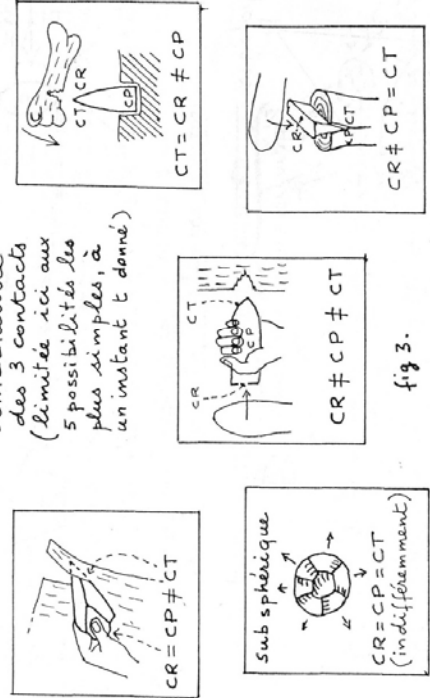 des 3 contacts
(limitée ici aux
5 possibilités les
plus simples, à
un instant t donné)
CR = CP ≠ CT
CT CR
CP
CT = CR ≠ CP
CR
CP
CT
CR ≠ CP ≠ CT
sub sphérique
CR = CP = CT
(indifféremment)
CR
CP CT
CR ≠ CP = CT
fig 3.